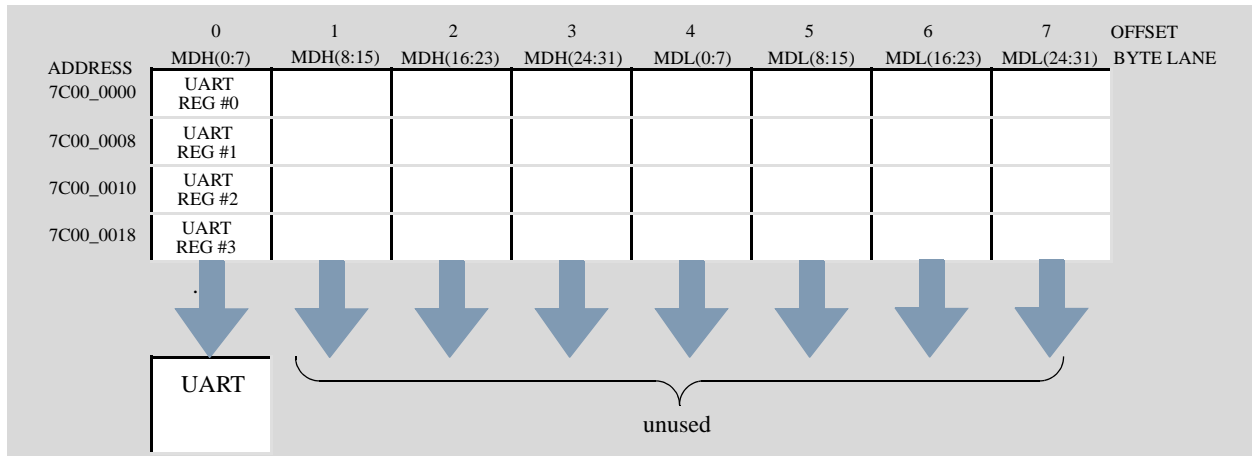 0 1 2 3 4 5 6 7 OFFSET
MDH(0:7) MDH(8:15) MDH(16:23) MDH(24:31) MDL(0:7) MDL(8:15) MDL(16:23) MDL(24:31) BYTE LANE
ADDRESS
7C00_0000
UART
REG #0
7C00_0008
UART
REG #1
7C00_0010
UART
REG #2
7C00_0018
UART
REG #3
.
UART
unused